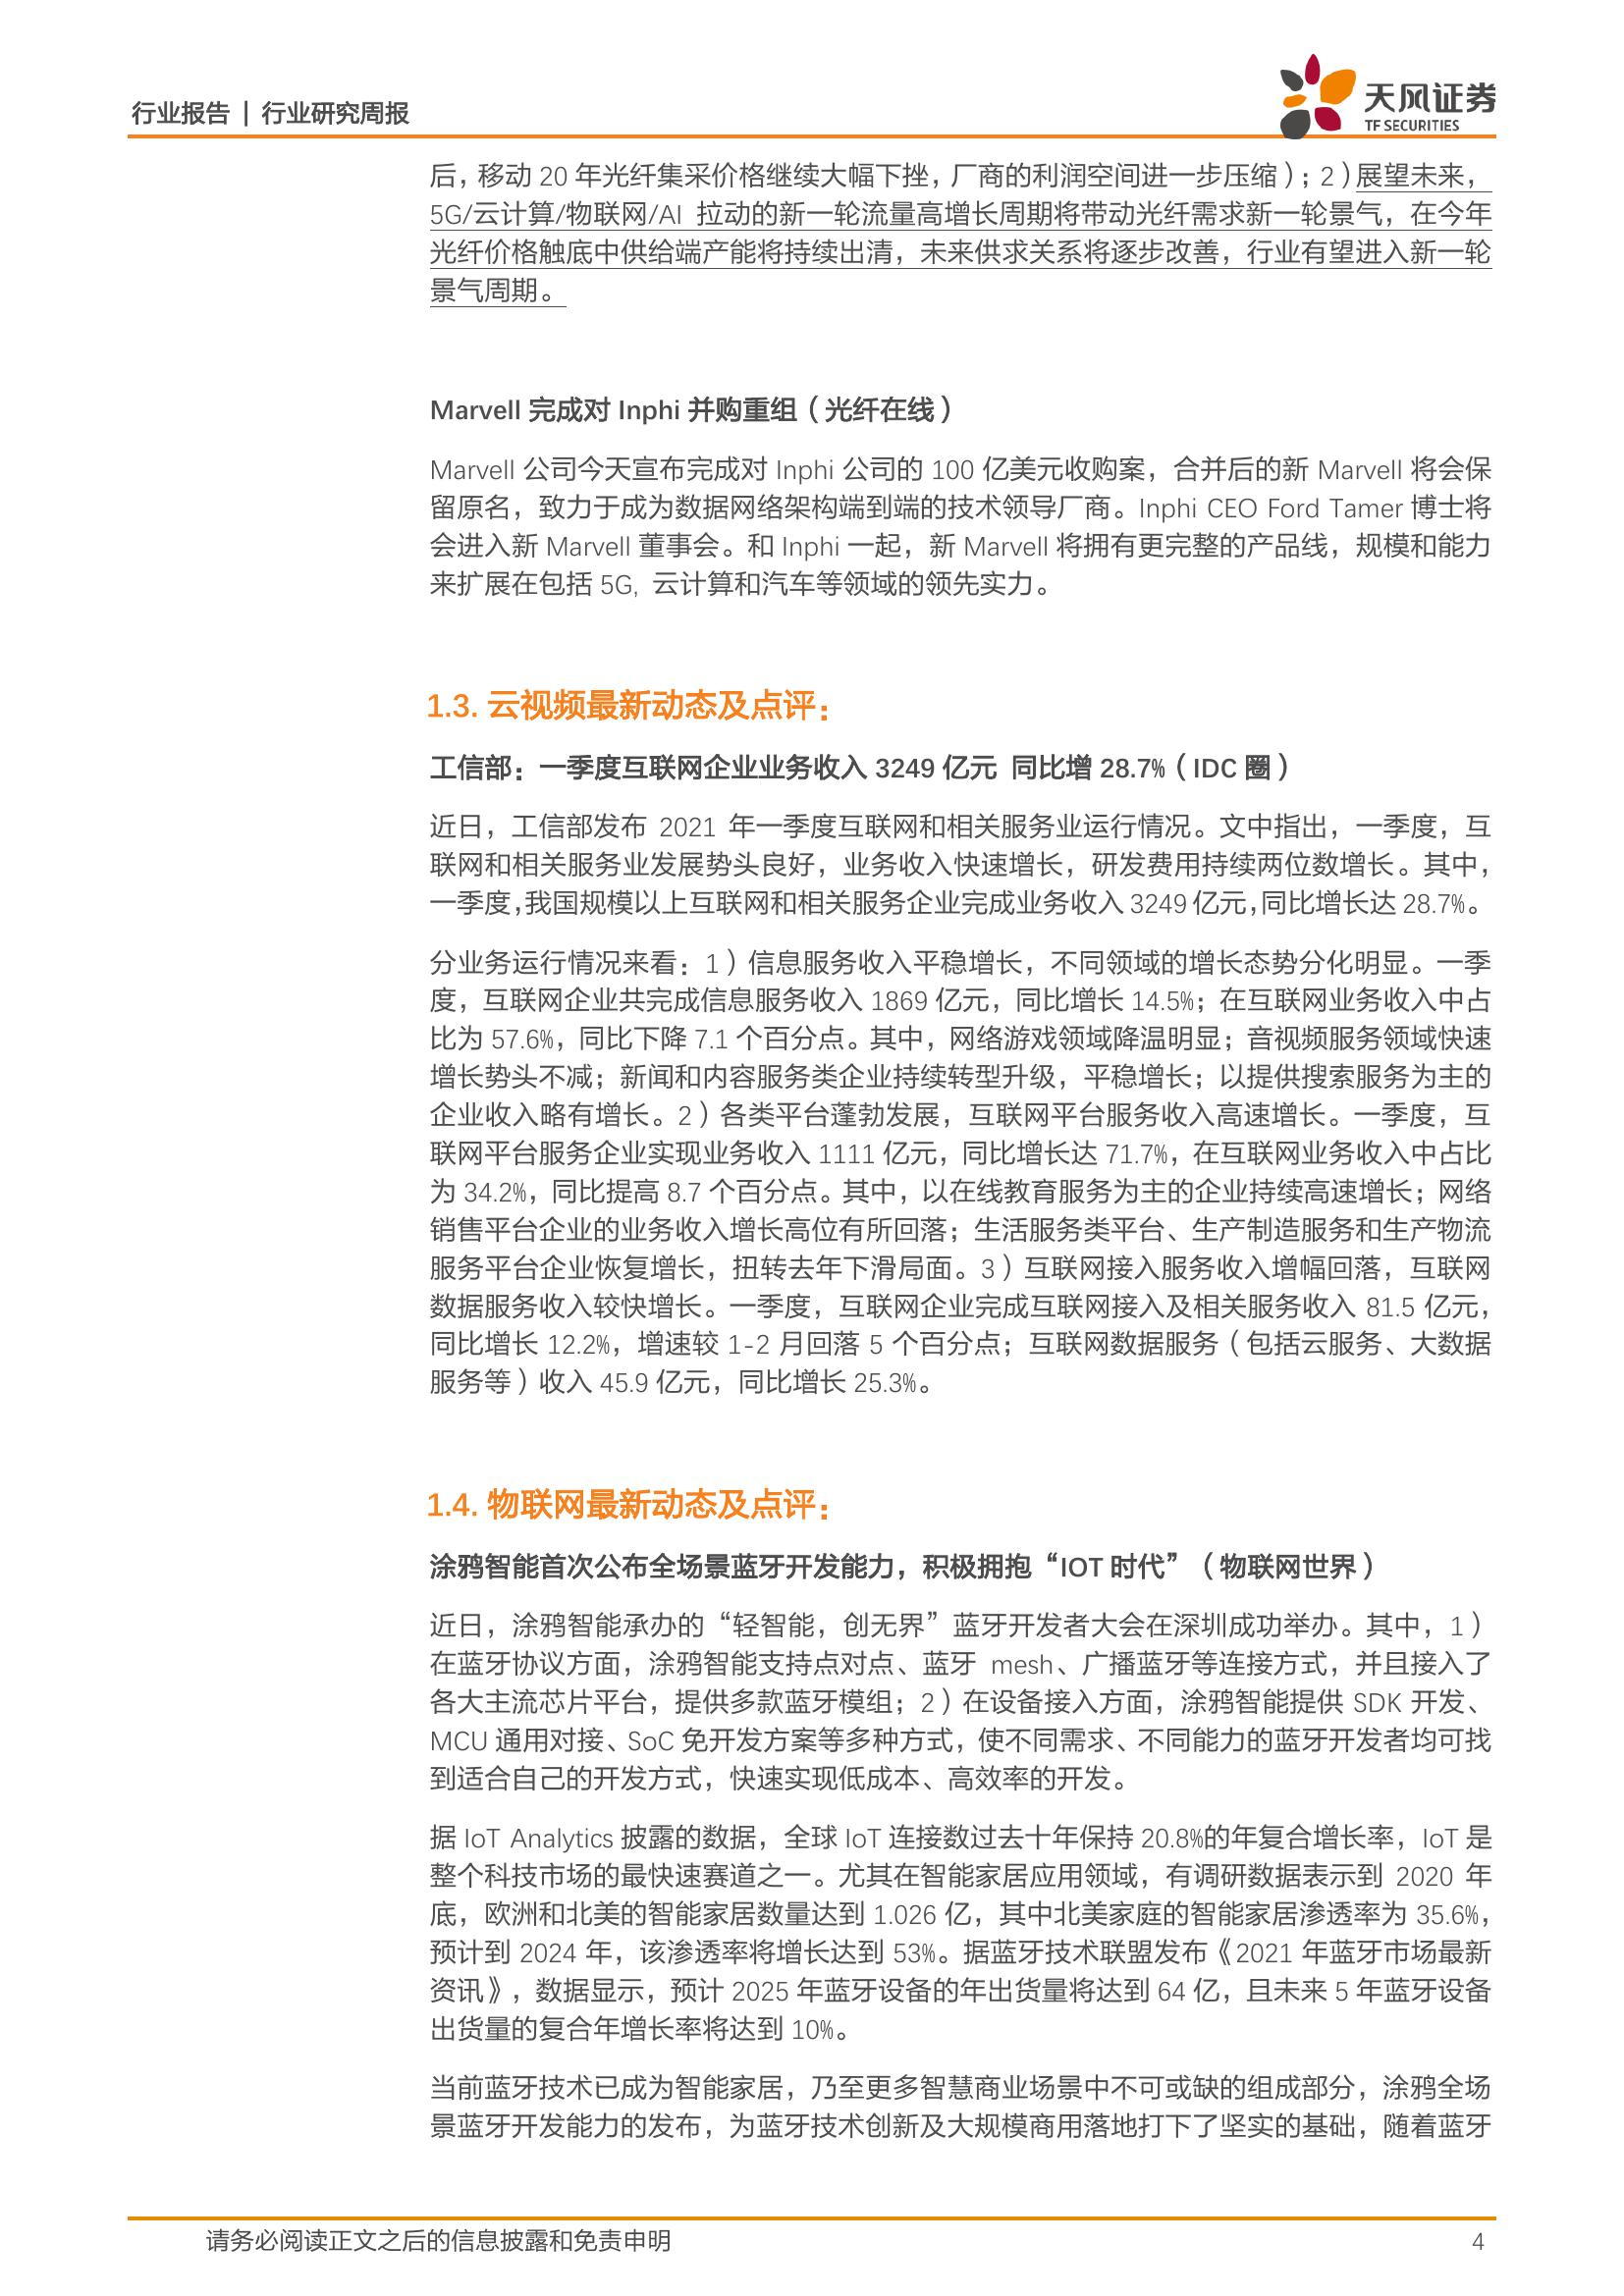 行业报告 | 行业研究周报
天风证券
TF SECURITIES
后，移动 20 年光纤集采价格继续大幅下挫，厂商的利润空间进一步压缩）；2）展望未来，
5G/云计算/物联网/AI 拉动的新一轮流量高增长周期将带动光纤需求新一轮景气，在今年
光纤价格触底中供给端产能将持续出清，未来供求关系将逐步改善，行业有望进入新一轮
景气周期。
Marvell 完成对 Inphi 并购重组（光纤在线）
Marvell 公司今天宣布完成对 Inphi 公司的 100 亿美元收购案，合并后的新 Marvell 将会保
留原名，致力于成为数据网络架构端到端的技术领导厂商。Inphi CEO Ford Tamer 博士将
会进入新 Marvell 董事会。和 Inphi 一起，新 Marvell 将拥有更完整的产品线，规模和能力
来扩展在包括 5G, 云计算和汽车等领域的领先实力。
1.3. 云视频最新动态及点评：
工信部：一季度互联网企业业务收入 3249 亿元 同比增 28.7%（IDC 圈）
近日，工信部发布 2021 年一季度互联网和相关服务业运行情况。文中指出，一季度，互
联网和相关服务业发展势头良好，业务收入快速增长，研发费用持续两位数增长。其中，
一季度，我国规模以上互联网和相关服务企业完成业务收入 3249 亿元，同比增长达 28.7%。
分业务运行情况来看：1）信息服务收入平稳增长，不同领域的增长态势分化明显。一季
度，互联网企业共完成信息服务收入 1869 亿元，同比增长 14.5%；在互联网业务收入中占
比为 57.6%，同比下降 7.1 个百分点。其中，网络游戏领域降温明显；音视频服务领域快速
增长势头不减；新闻和内容服务类企业持续转型升级，平稳增长；以提供搜索服务为主的
企业收入略有增长。2）各类平台蓬勃发展，互联网平台服务收入高速增长。一季度，互
联网平台服务企业实现业务收入 1111 亿元，同比增长达 71.7%，在互联网业务收入中占比
为 34.2%，同比提高 8.7 个百分点。其中，以在线教育服务为主的企业持续高速增长；网络
销售平台企业的业务收入增长高位有所回落；生活服务类平台、生产制造服务和生产物流
服务平台企业恢复增长，扭转去年下滑局面。3）互联网接入服务收入增幅回落，互联网
数据服务收入较快增长。一季度，互联网企业完成互联网接入及相关服务收入 81.5 亿元，
同比增长 12.2%，增速较 1-2 月回落 5 个百分点；互联网数据服务（包括云服务、大数据
服务等）收入 45.9 亿元，同比增长 25.3%。
1.4. 物联网最新动态及点评：
涂鸦智能首次公布全场景蓝牙开发能力，积极拥抱“IOT 时代”（物联网世界）
近日，涂鸦智能承办的“轻智能，创无界”蓝牙开发者大会在深圳成功举办。其中，1）
在蓝牙协议方面，涂鸦智能支持点对点、蓝牙 mesh、广播蓝牙等连接方式，并且接入了
各大主流芯片平台，提供多款蓝牙模组；2）在设备接入方面，涂鸦智能提供 SDK 开发、
MCU 通用对接、SoC 免开发方案等多种方式，使不同需求、不同能力的蓝牙开发者均可找
到适合自己的开发方式，快速实现低成本、高效率的开发。
据 IoT Analytics 披露的数据，全球 IoT 连接数过去十年保持 20.8%的年复合增长率，IoT 是
整个科技市场的最快速赛道之一。尤其在智能家居应用领域，有调研数据表示到 2020 年
底，欧洲和北美的智能家居数量达到 1.026 亿，其中北美家庭的智能家居渗透率为 35.6%，
预计到 2024 年，该渗透率将增长达到 53%。据蓝牙技术联盟发布《2021 年蓝牙市场最新
资讯》，数据显示，预计 2025 年蓝牙设备的年出货量将达到 64 亿，且未来 5 年蓝牙设备
出货量的复合年增长率将达到 10%。
当前蓝牙技术已成为智能家居，乃至更多智慧商业场景中不可或缺的组成部分，涂鸦全场
景蓝牙开发能力的发布，为蓝牙技术创新及大规模商用落地打下了坚实的基础，随着蓝牙
请务必阅读正文之后的信息披露和免责申明
4